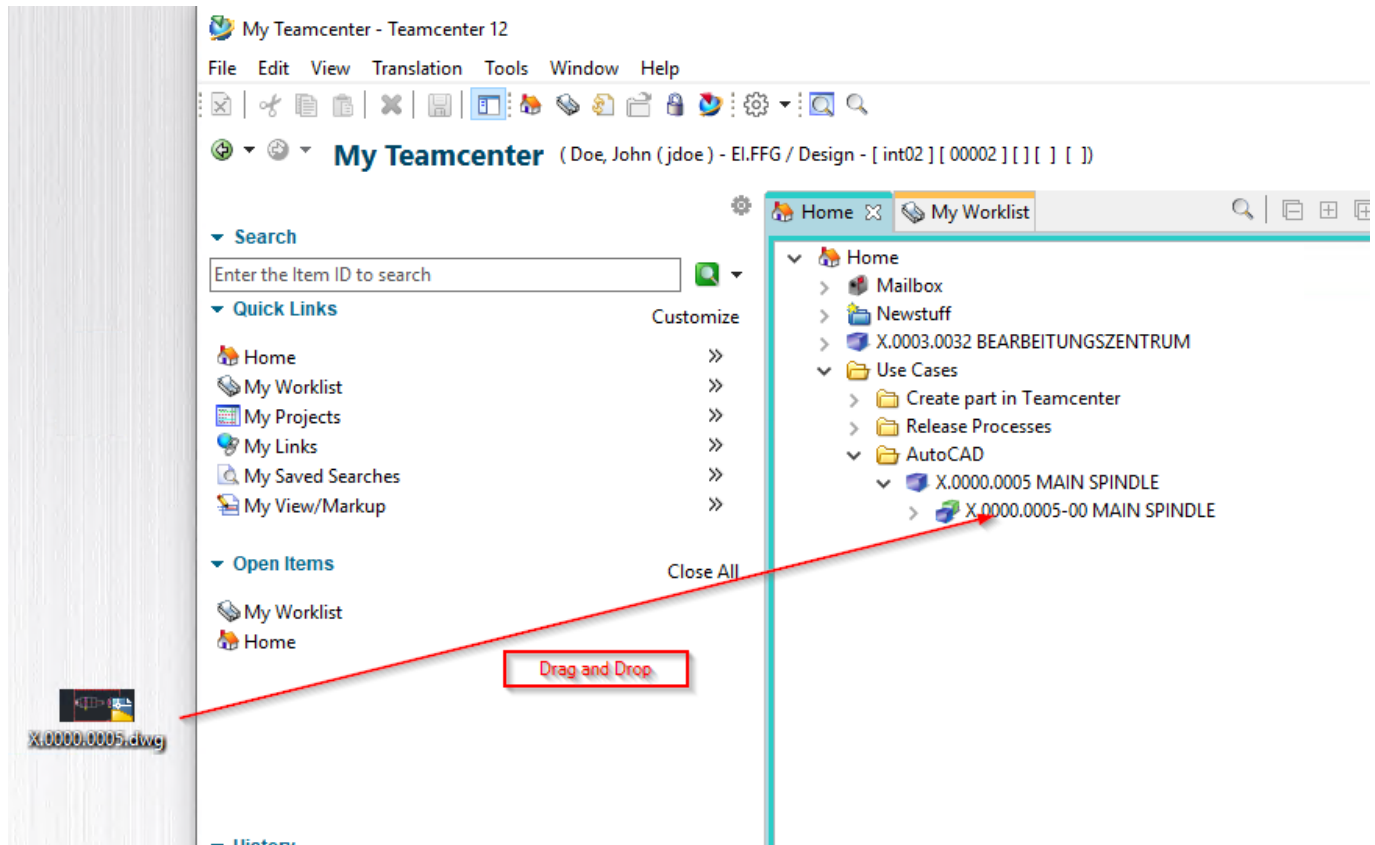 My Teamcenter - Teamcenter 12
File Edit View Translation Tools Window Help
My Teamcenter ( Doe, John ( jdoe ) - EI.FFG / Design - [ int02 ] [ 00002 ] [ ] [ ] [ ])
Search
Enter the Item ID to search
Quick Links
Customize
Home
My Worklist
My Projects
My Links
My Saved Searches
My View/Markup
Open Items
Close All
My Worklist
Home
History
Home
My Worklist
Home
Mailbox
Newstuff
X.0003.0032 BEARBEITUNGSZENTRUM
Use Cases
Create part in Teamcenter
Release Processes
AutoCAD
X.0000.0005 MAIN SPINDLE
X.0000.0005-00 MAIN SPINDLE
Drag and Drop
X.0000.0005.dwg